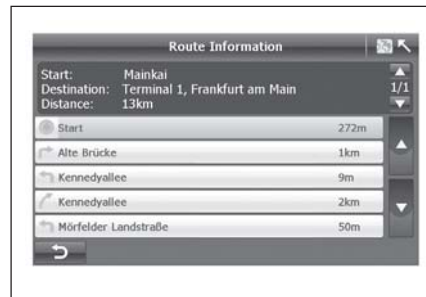 Route Information
Start: Mainkai
Destination: Terminal 1, Frankfurt am Main
Distance: 13km
1/1
Start 272m
Alte Brücke 1km
Kennedyallee 9m
Kennedyallee 2km
Mörfelder Landstraße 50m